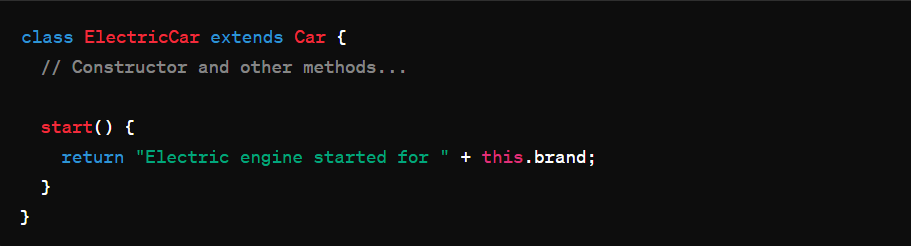 class ElectricCar extends Car {
  // Constructor and other methods...

  start() {
    return "Electric engine started for " + this.brand;
  }
}